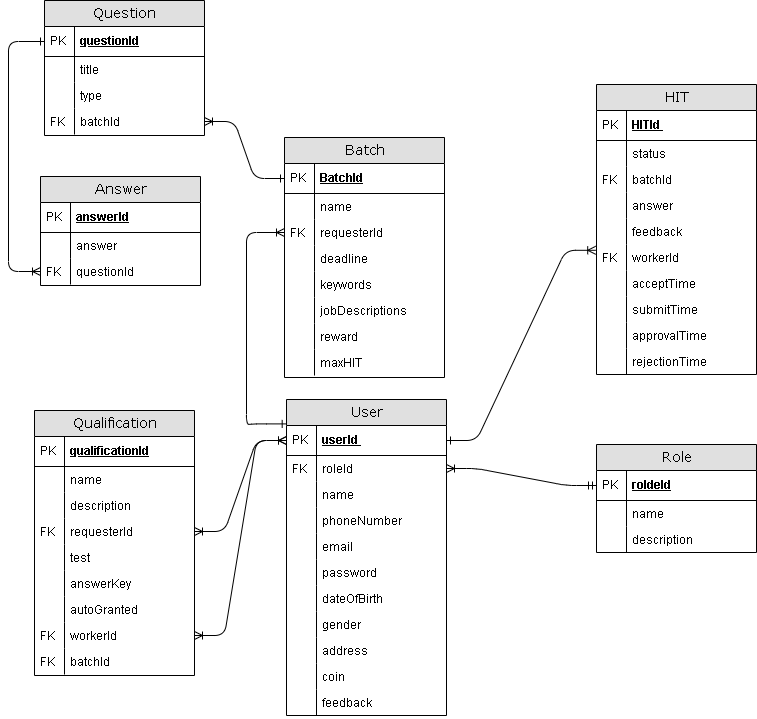 Question
PK questionId
title
type
FK batchId
Answer
PK answerId
answer
FK questionId
Batch
PK BatchId
name
FK requesterId
deadline
keywords
jobDescriptions
reward
maxHIT
HIT
PK HITId
status
FK batchId
answer
feedback
FK workerId
acceptTime
submitTime
approvalTime
rejectionTime
Qualification
PK qualificationId
name
description
FK requesterId
test
answerKey
autoGranted
FK workerId
FK batchId
User
PK userId
FK roleId
name
phoneNumber
email
password
dateOfBirth
gender
address
coin
feedback
Role
PK roldeId
name
description